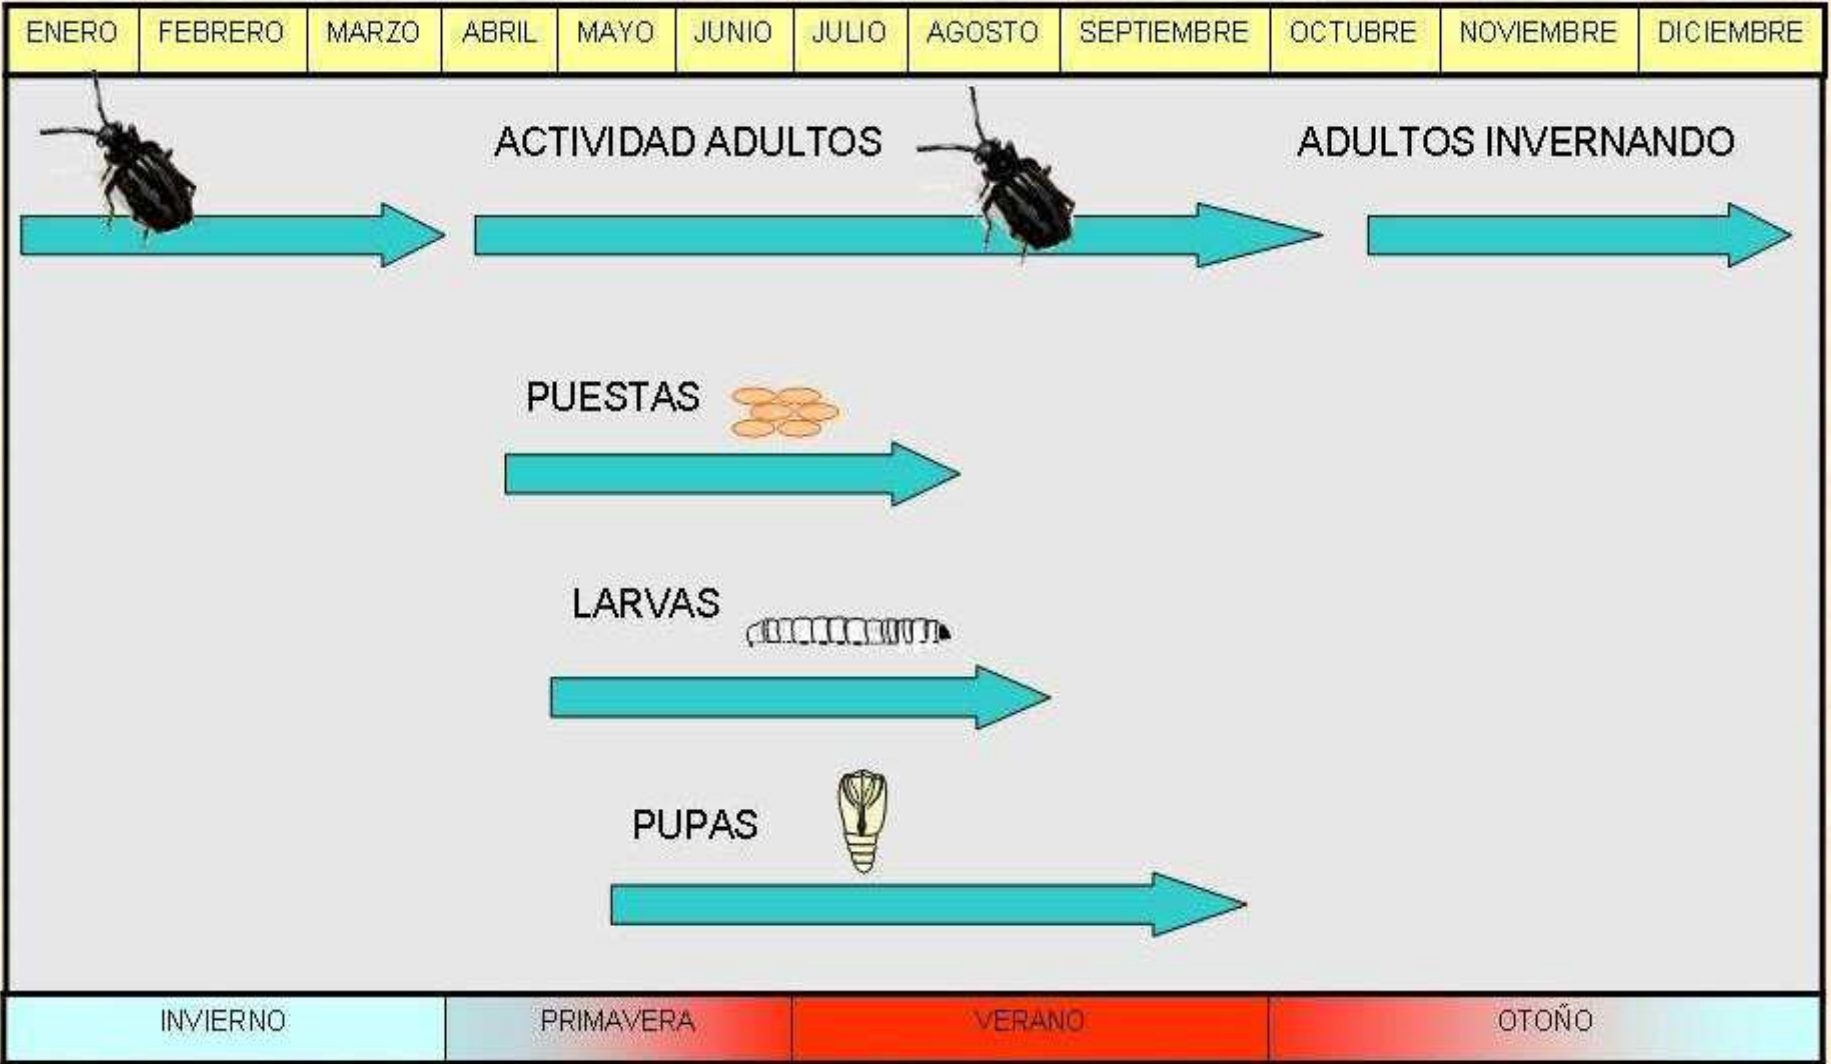 ENERO FEBRERO MARZO ABRIL MAYO JUNIO JULIO AGOSTO SEPTIEMBRE OCTUBRE NOVIEMBRE DICIEMBRE
ACTIVIDAD ADULTOS ADULTOS INVERNANDO
PUESTAS
LARVAS
PUPAS
INVIERNO PRIMAVERA VERANO OTOÑO